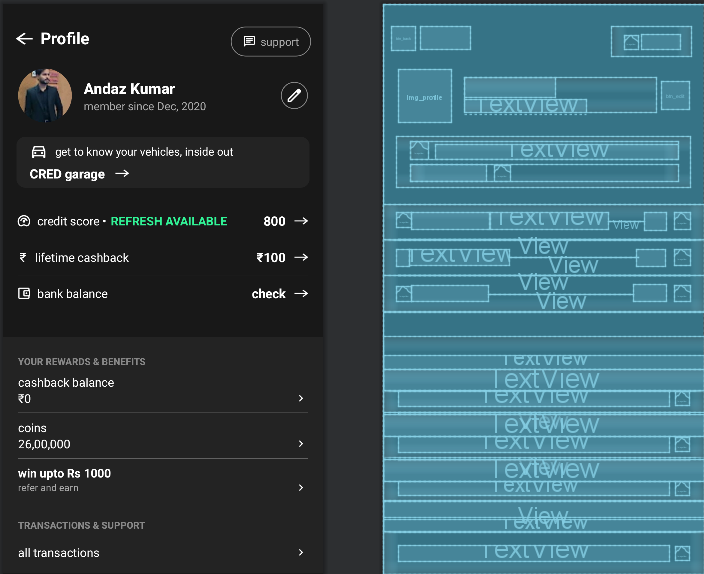 Profile
support
Andaz Kumar
member since Dec, 2020
get to know your vehicles, inside out
CRED garage
credit score • REFRESH AVAILABLE 800
lifetime cashback ₹100
bank balance check
YOUR REWARDS & BENEFITS
cashback balance
₹0
coins
26,00,000
win upto Rs 1000
refer and earn
TRANSACTIONS & SUPPORT
all transactions
img_profile
TextView
TextView
TextView
View
View
TextView
View
View
View
TextView
TextView
TextView
TextView
TextView
TextView
TextView
View
TextView
TextView